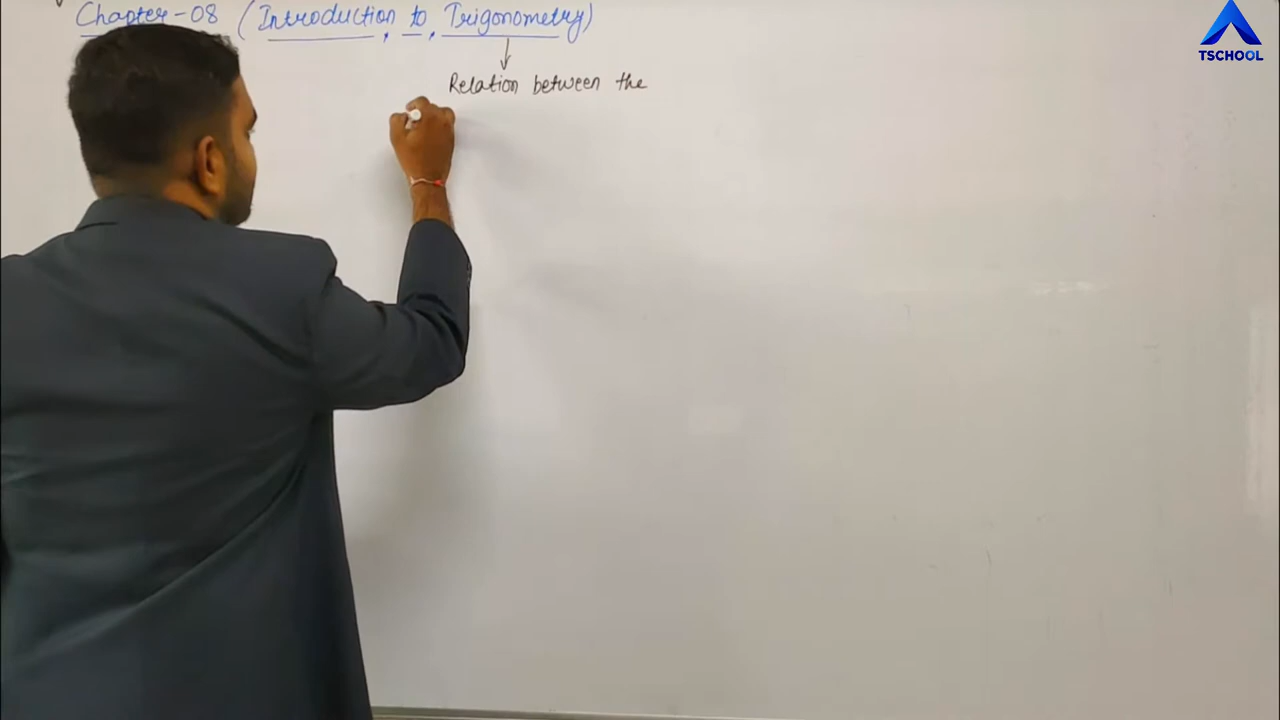 Chapter-08 (Introduction to Trigonometry)
Relation between the
TSCHOOL